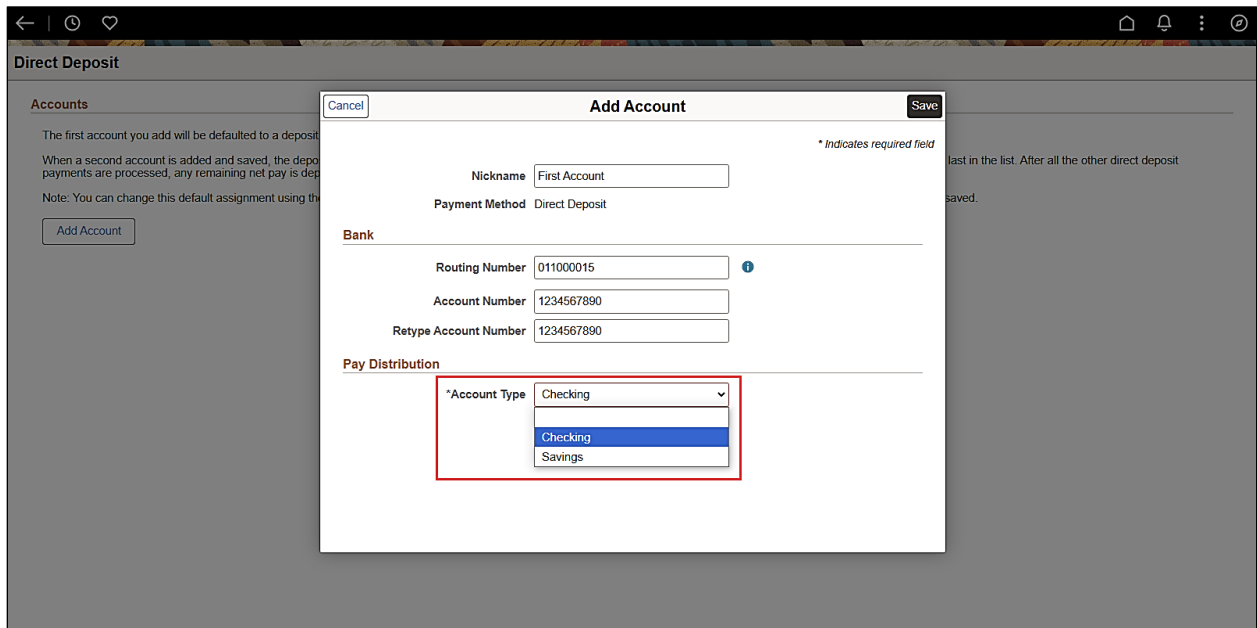 Direct Deposit
Accounts
The first account you add will be defaulted to a deposit
When a second account is added and saved, the depo
last in the list. After all the other direct deposit
payments are processed, any remaining net pay is dep
Note: You can change this default assignment using the
saved.
Add Account
Cancel
Add Account
Save
* Indicates required field
Nickname First Account
Payment Method Direct Deposit
Bank
Routing Number 011000015
Account Number 1234567890
Retype Account Number 1234567890
Pay Distribution
*Account Type Checking
Checking
Savings